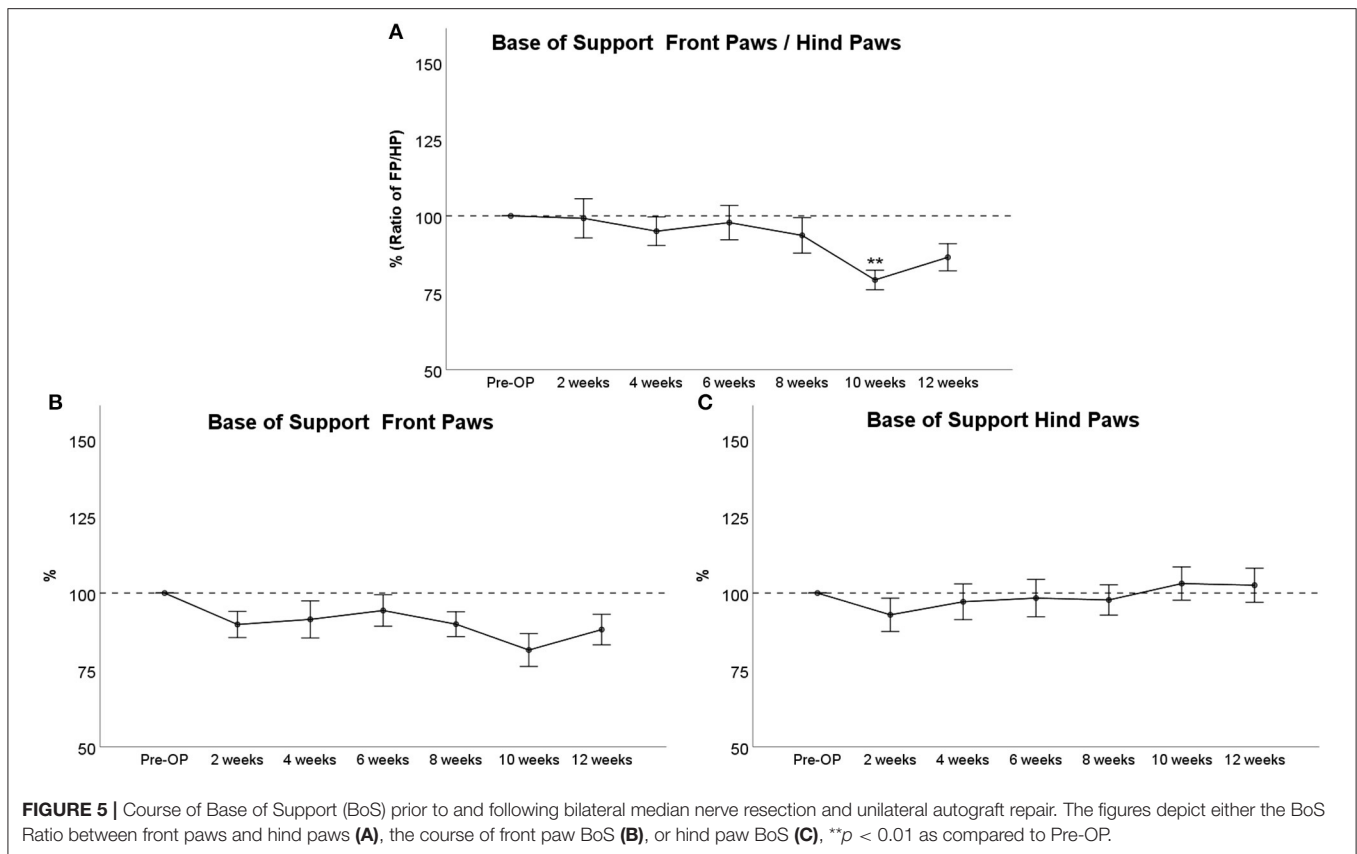 A
Base of Support Front Paws / Hind Paws
% (Ratio of FP/HP)
150
125
100
75
50
**
Pre-OP 2 weeks 4 weeks 6 weeks 8 weeks 10 weeks 12 weeks
B
Base of Support Front Paws
%
150
125
100
75
50
Pre-OP 2 weeks 4 weeks 6 weeks 8 weeks 10 weeks 12 weeks
C
Base of Support Hind Paws
%
150
125
100
75
50
Pre-OP 2 weeks 4 weeks 6 weeks 8 weeks 10 weeks 12 weeks
FIGURE 5 | Course of Base of Support (BoS) prior to and following bilateral median nerve resection and unilateral autograft repair. The figures depict either the BoS
Ratio between front paws and hind paws (A), the course of front paw BoS (B), or hind paw BoS (C), **p < 0.01 as compared to Pre-OP.